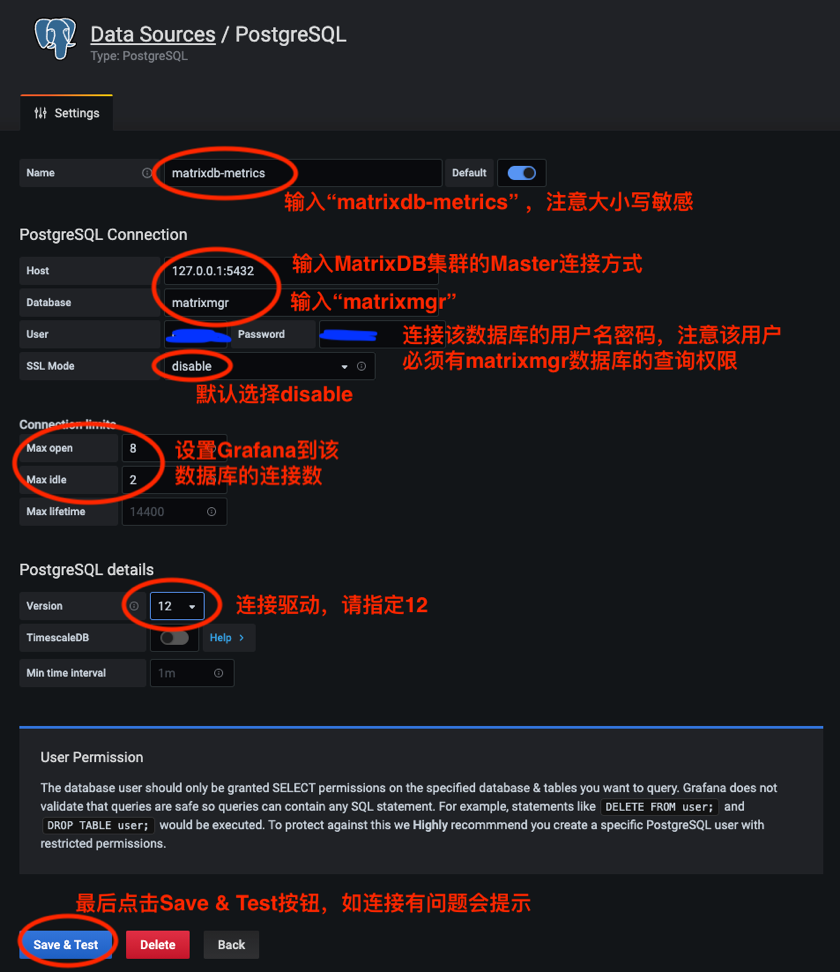 Data Sources / PostgreSQL
Type: PostgreSQL
Settings
Name matrixdb-metrics Default
输入“matrixdb-metrics” ，注意大小写敏感
PostgreSQL Connection
Host 127.0.0.1:5432 输入MatrixDB集群的Master连接方式
Database matrixmgr 输入“matrixmgr”
User Password 连接该数据库的用户名密码，注意该用户
必须有matrixmgr数据库的查询权限
SSL Mode disable
默认选择disable
Connection limits
Max open 8 设置Grafana到该
数据库的连接数
Max idle 2
Max lifetime 14400
PostgreSQL details
Version 12 连接驱动，请指定12
TimescaleDB Help >
Min time interval 1m
User Permission
The database user should only be granted SELECT permissions on the specified database & tables you want to query. Grafana does not
validate that queries are safe so queries can contain any SQL statement. For example, statements like DELETE FROM user; and
DROP TABLE user; would be executed. To protect against this we Highly recommmend you create a specific PostgreSQL user with
restricted permissions.
最后点击Save & Test按钮，如连接有问题会提示
Save & Test Delete Back